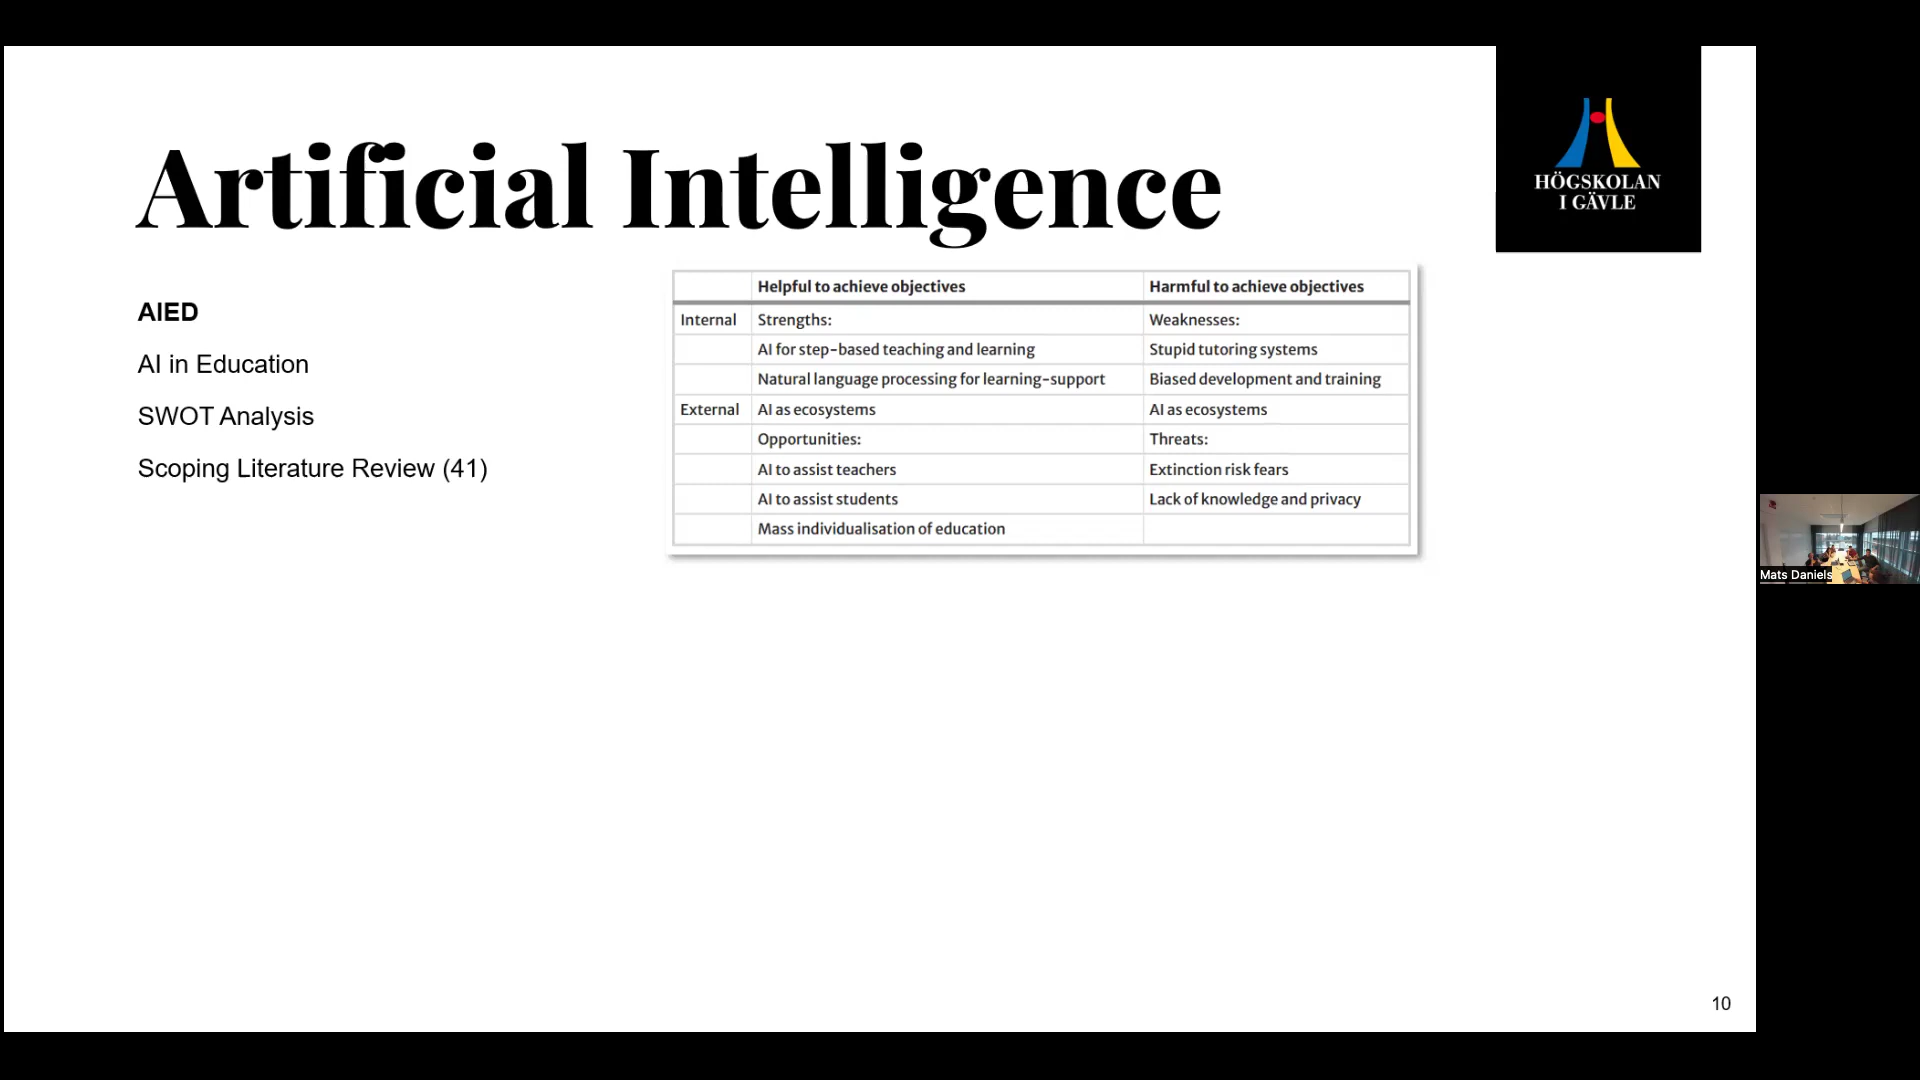 Artificial Intelligence
HÖGSKOLAN
I GÄVLE
AIED
AI in Education
SWOT Analysis
Scoping Literature Review (41)
Helpful to achieve objectives Harmful to achieve objectives
Internal Strengths: Weaknesses:
AI for step-based teaching and learning Stupid tutoring systems
Natural language processing for learning-support Biased development and training
External AI as ecosystems AI as ecosystems
Opportunities: Threats:
AI to assist teachers Extinction risk fears
AI to assist students Lack of knowledge and privacy
Mass individualisation of education
Mats Daniels
10